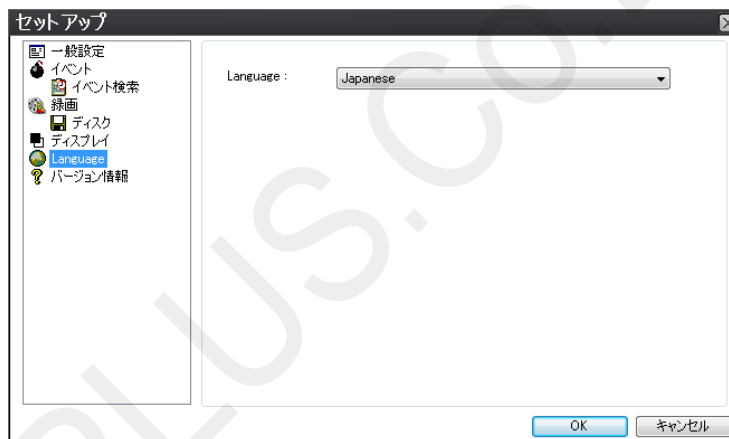 セットアップ
一般設定
イベント
イベント検索
録画
ディスク
ディスプレイ
Language
バージョン情報
Language :
Japanese
OK
キャンセル
PLUS.Co.